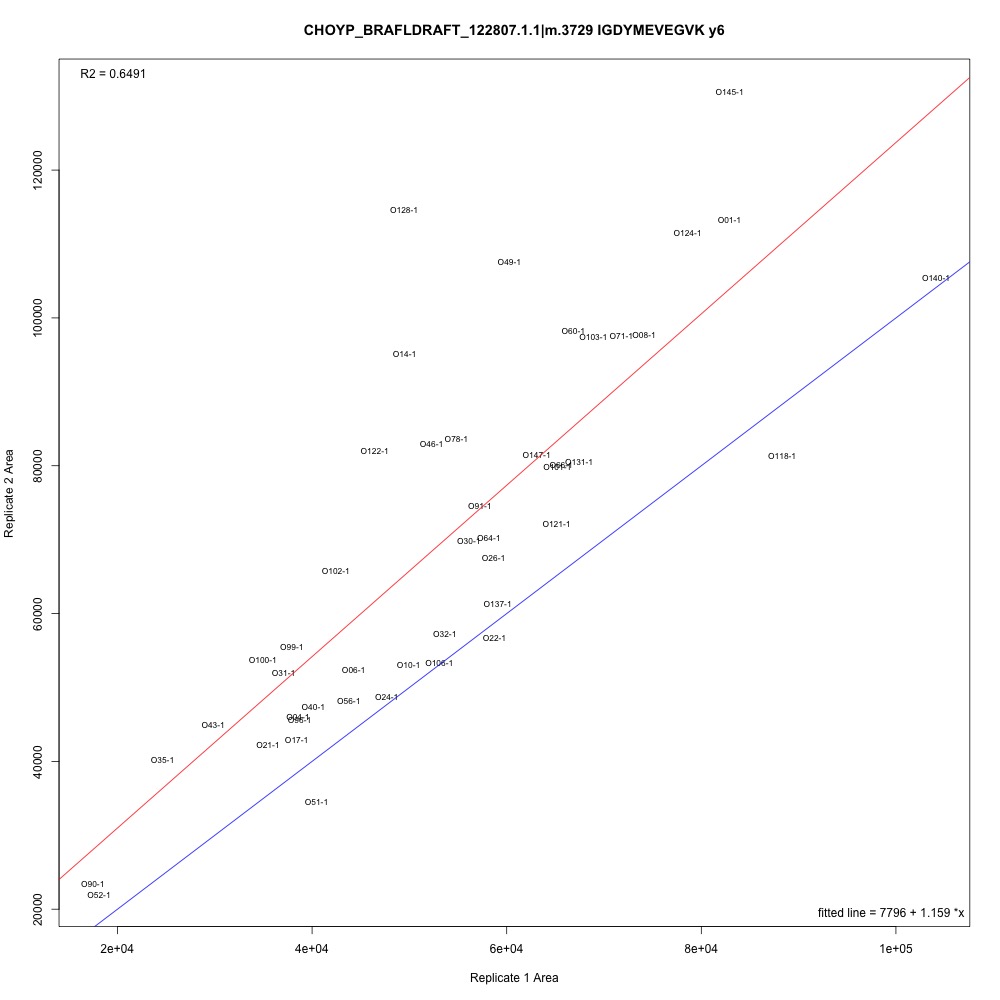 CHOYP_BRAFLDRAFT_122807.1.1|m.3729 IGDYMEVEGVK y6
R2 = 0.6491
O145-1
O128-1
O01-1
O124-1
O49-1
O140-1
O60-1
O103-1
O71-1
O08-1
O14-1
O78-1
O46-1
O122-1
O147-1
O131-1
O118-1
O91-1
O121-1
O30-1
O64-1
O26-1
O102-1
O137-1
O32-1
O22-1
O99-1
O100-1
O31-1
O06-1
O10-1
O106-1
O24-1
O56-1
O40-1
O43-1
O17-1
O21-1
O35-1
O51-1
O90-1
O52-1
fitted line = 7796 + 1.159 *x
20000
40000
60000
80000
100000
120000
Replicate 2 Area
2e+04
4e+04
6e+04
8e+04
1e+05
Replicate 1 Area